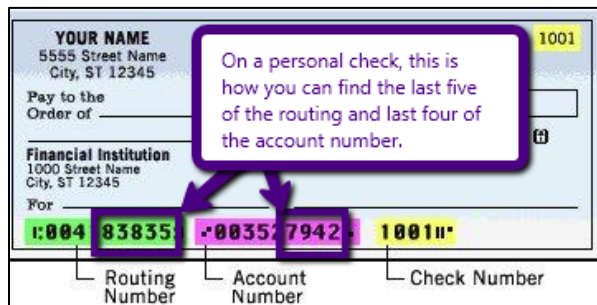 YOUR NAME
5555 Street Name
City, ST 12345
1001
On a personal check, this is
how you can find the last five
of the routing and last four of
the account number.
Pay to the
Order of
Financial Institution
1000 Street Name
City, ST 12345
For
⑆004 83835⑆ ⑈003527942⑈ 1001⑈
Routing
Number
Account
Number
Check Number